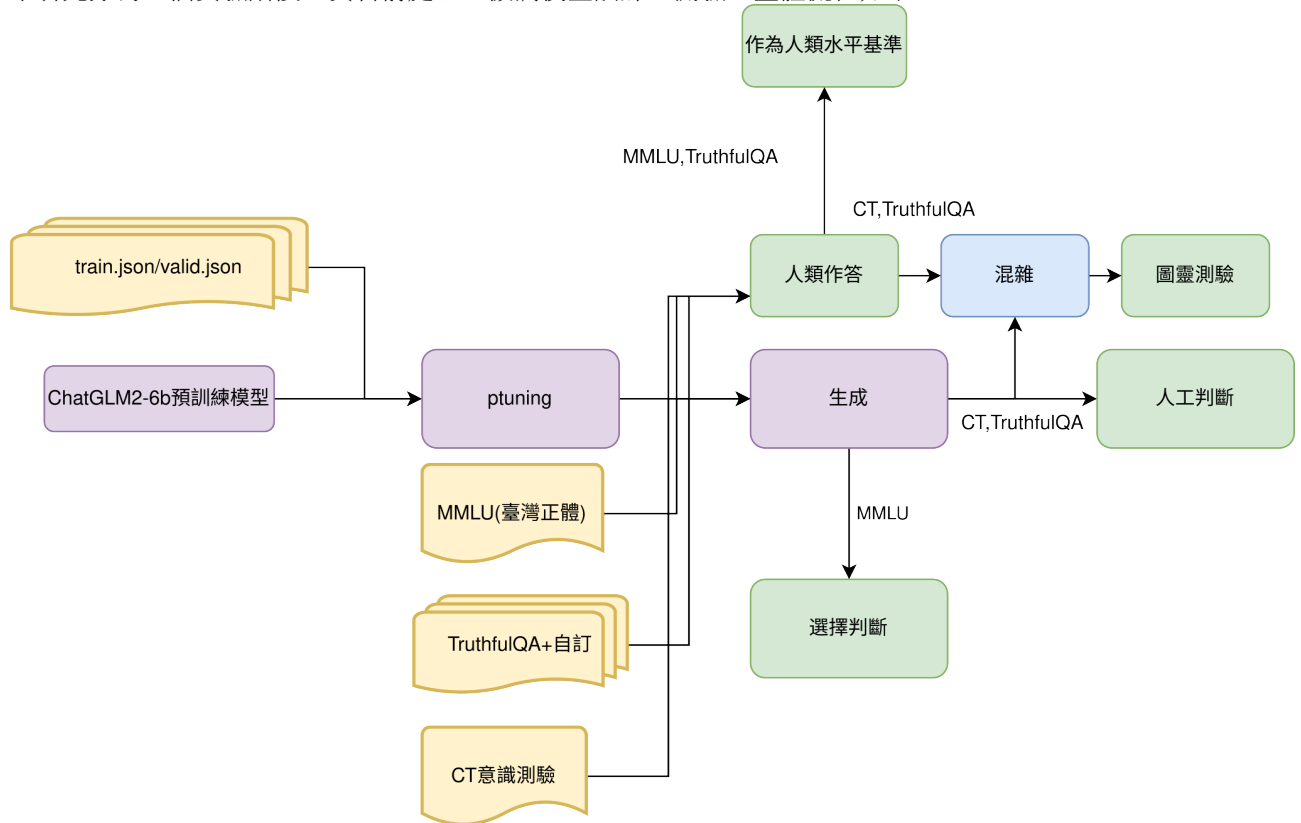 作為人類水平基準
MMLU,TruthfulQA
CT,TruthfulQA
train.json/valid.json
人類作答
混雜
圖靈測驗
ChatGLM2-6b預訓練模型
ptuning
生成
人工判斷
CT,TruthfulQA
MMLU(臺灣正體)
MMLU
TruthfulQA+自訂
選擇判斷
CT意識測驗